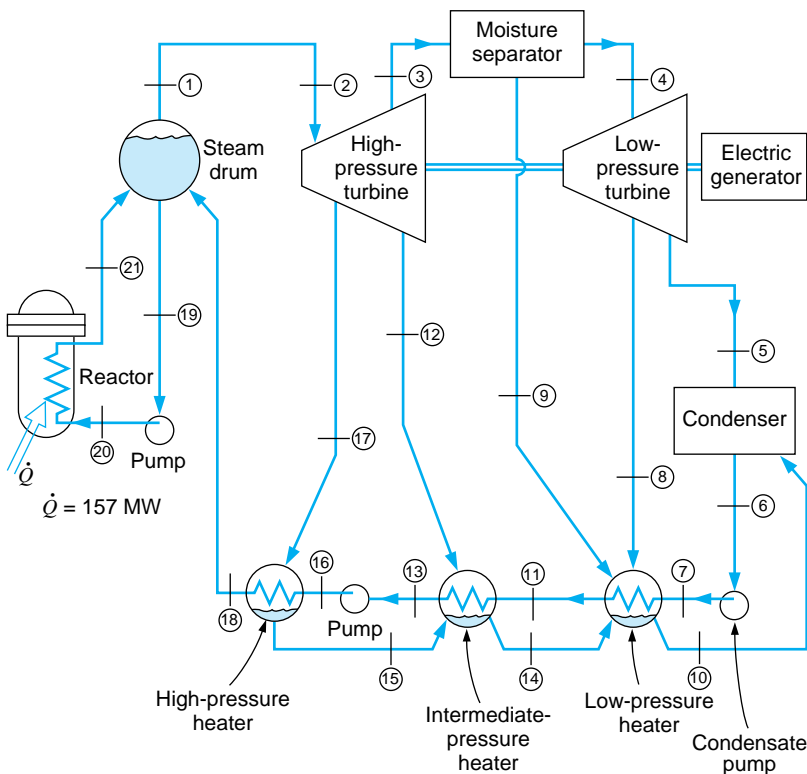 Moisture
separator
1
2
3
4
Steam
drum
High-
pressure
turbine
Low-
pressure
turbine
Electric
generator
21
19
12
9
5
Reactor
20
Pump
Q̇
Q̇ = 157 MW
17
8
Condenser
6
18
16
Pump
13
11
7
15
14
10
High-pressure
heater
Intermediate-
pressure heater
Low-pressure
heater
Condensate
pump